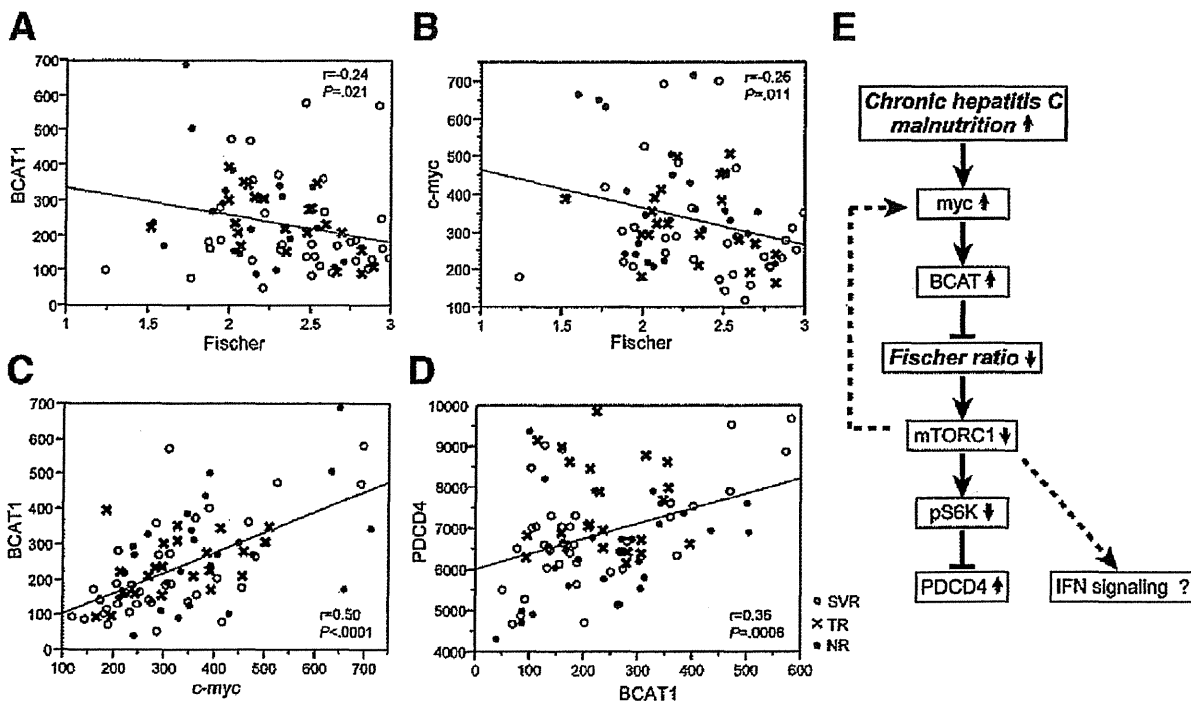 A
700
600
500
400
300
200
100
0
BCAT1
1
1.5
2
2.5
3
Fischer
r=-0.24
P=.021
B
700
600
500
400
300
200
100
c-myc
1
1.5
2
2.5
3
Fischer
r=-0.26
P=.011
C
700
600
500
400
300
200
100
0
BCAT1
100
200
300
400
500
600
700
c-myc
r=0.50
P<.0001
D
10000
9000
8000
7000
6000
5000
4000
PDCD4
0
100
200
300
400
500
600
BCAT1
r=0.36
P=.0006
SVR
TR
NR
E
Chronic hepatitis C
malnutrition ↑
myc ↑
BCAT ↑
Fischer ratio ↓
mTORC1 ↓
pS6K ↓
PDCD4 ↑
IFN signaling ?